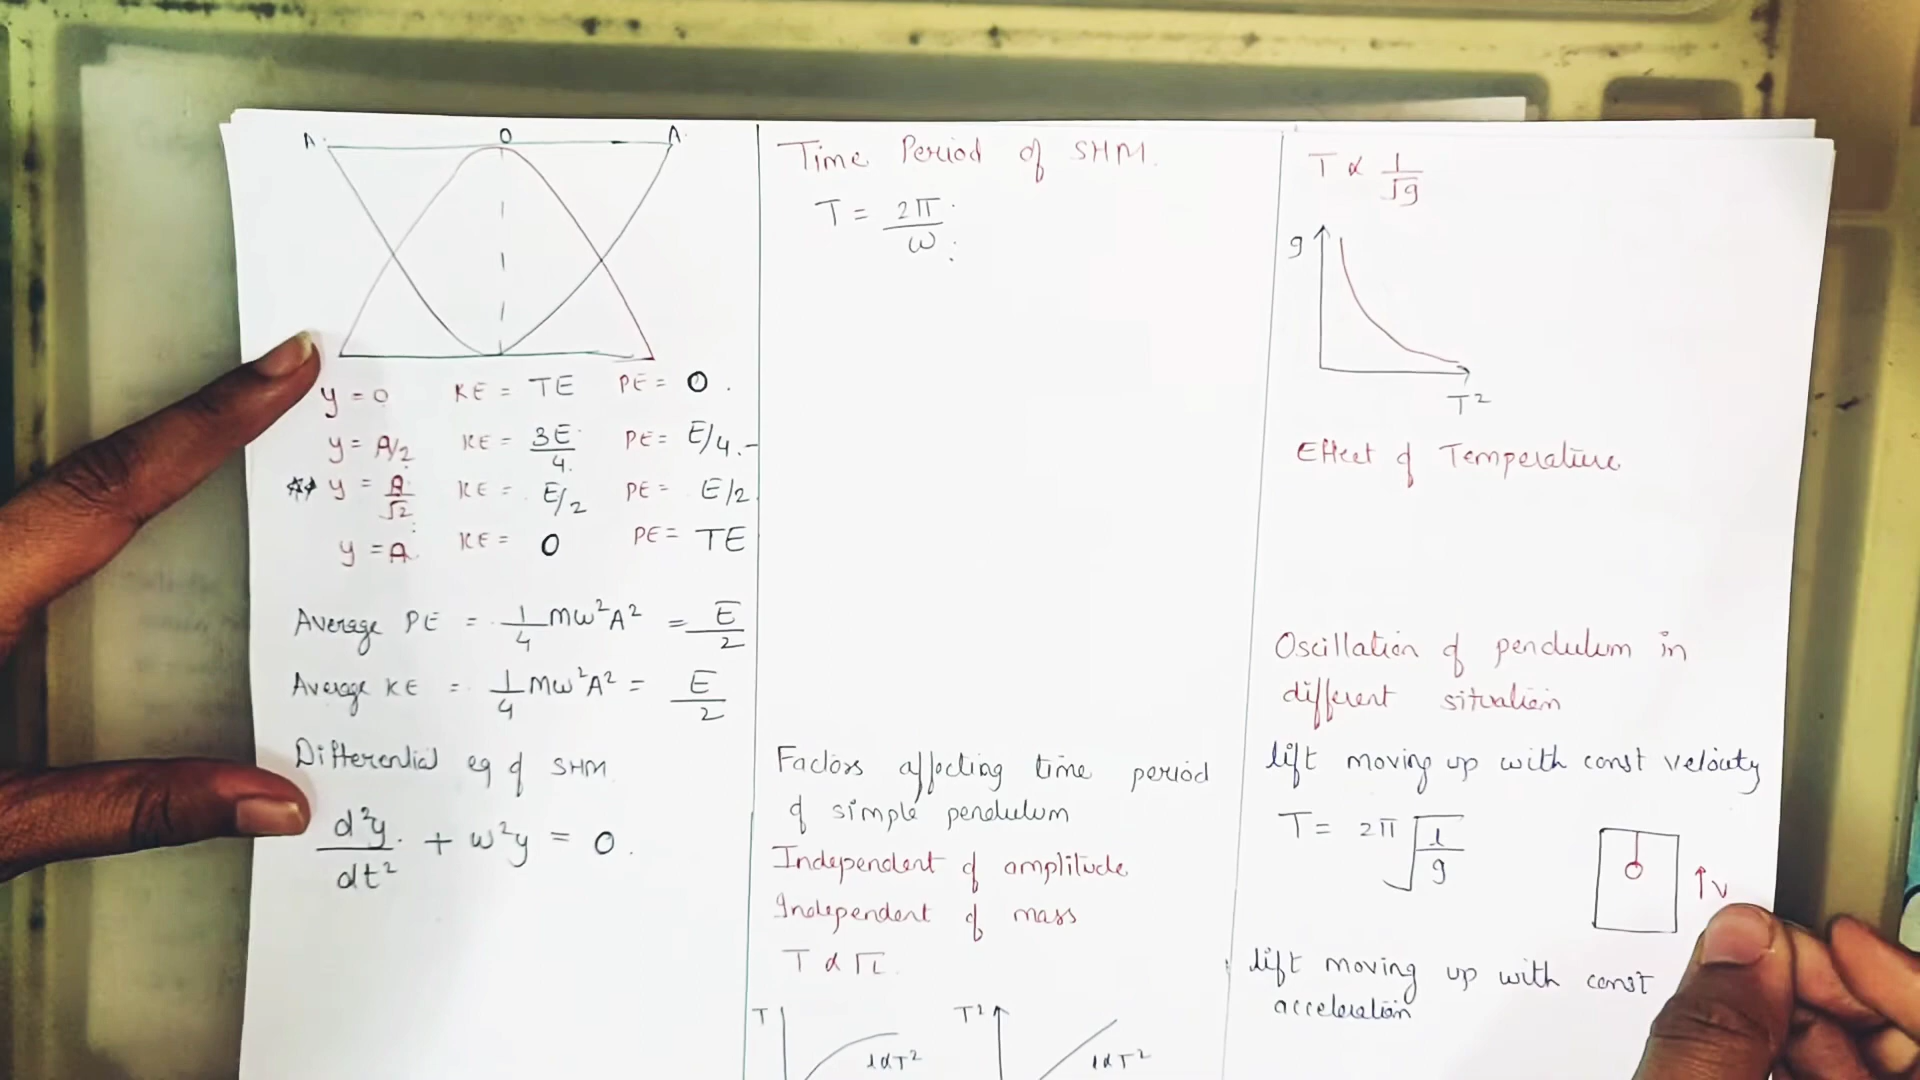 A O A
y = 0 KE = TE PE = 0
y = A/2 KE = 3E/4 PE = E/4
y = A/√2 KE = E/2 PE = E/2
y = A KE = 0 PE = TE
Average PE = 1/4 mω²A² = E/2
Average KE = 1/4 mω²A² = E/2
Differential eq of SHM
d²y/dt² + ω²y = 0
Time Period of SHM.
T = 2π/ω
Factors affecting time period
of simple pendulum
Independent of amplitude
Independent of mass
T ∝ √L
T
l ∝ T²
T²
l ∝ T²
T ∝ 1/√g
g
T²
Effect of Temperature
Oscillation of pendulum in
different situation
lift moving up with const velocity
T = 2π √l/g
↑v
lift moving up with const
acceleration